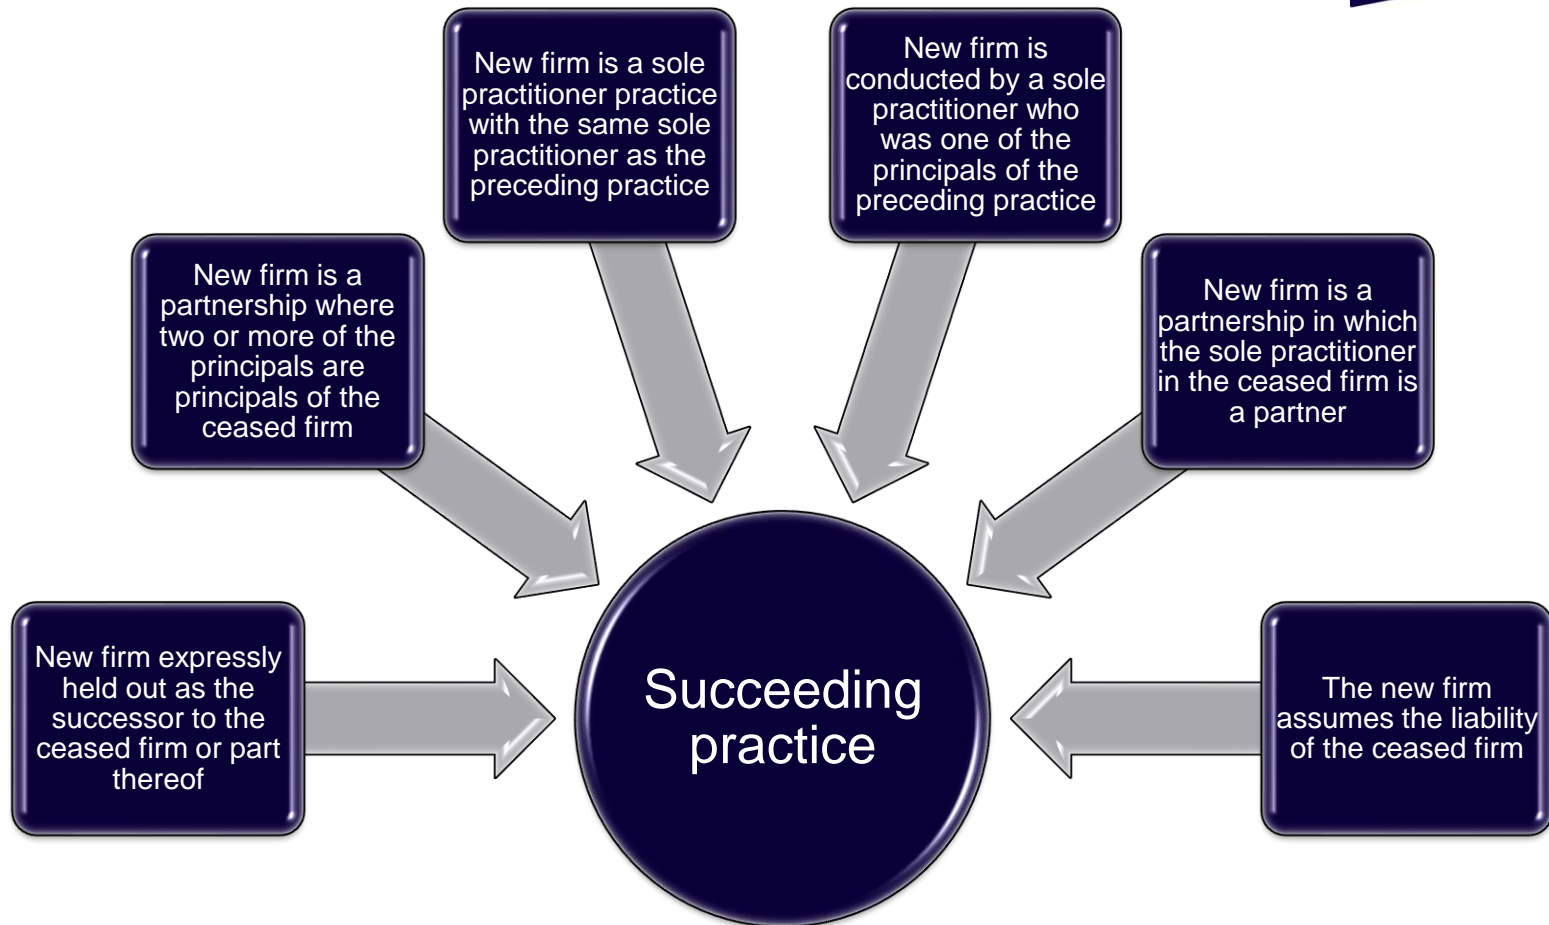 New firm is a sole
practitioner practice
with the same sole
practitioner as the
preceding practice
New firm is
conducted by a sole
practitioner who
was one of the
principals of the
preceding practice
New firm is a
partnership where
two or more of the
principals are
principals of the
ceased firm
New firm is a
partnership in which
the sole practitioner
in the ceased firm is
a partner
New firm expressly
held out as the
successor to the
ceased firm or part
thereof
Succeeding
practice
The new firm
assumes the liability
of the ceased firm